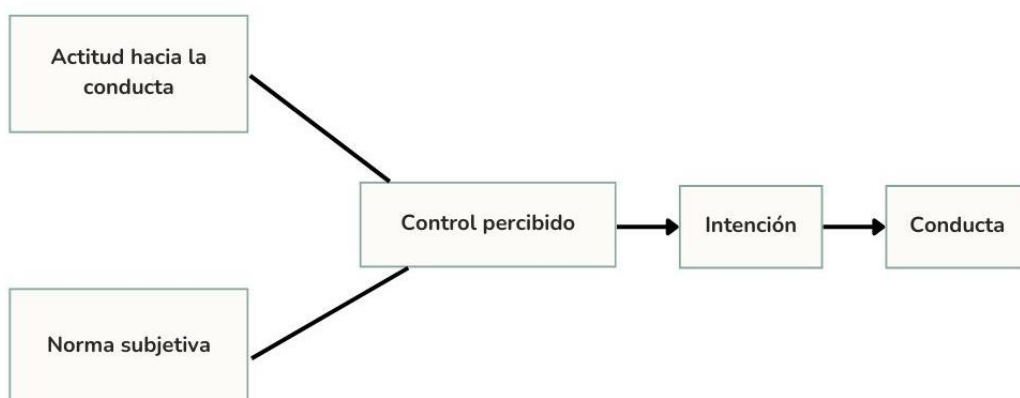 Actitud hacia la
conducta
Control percibido
Intención
Conducta
Norma subjetiva